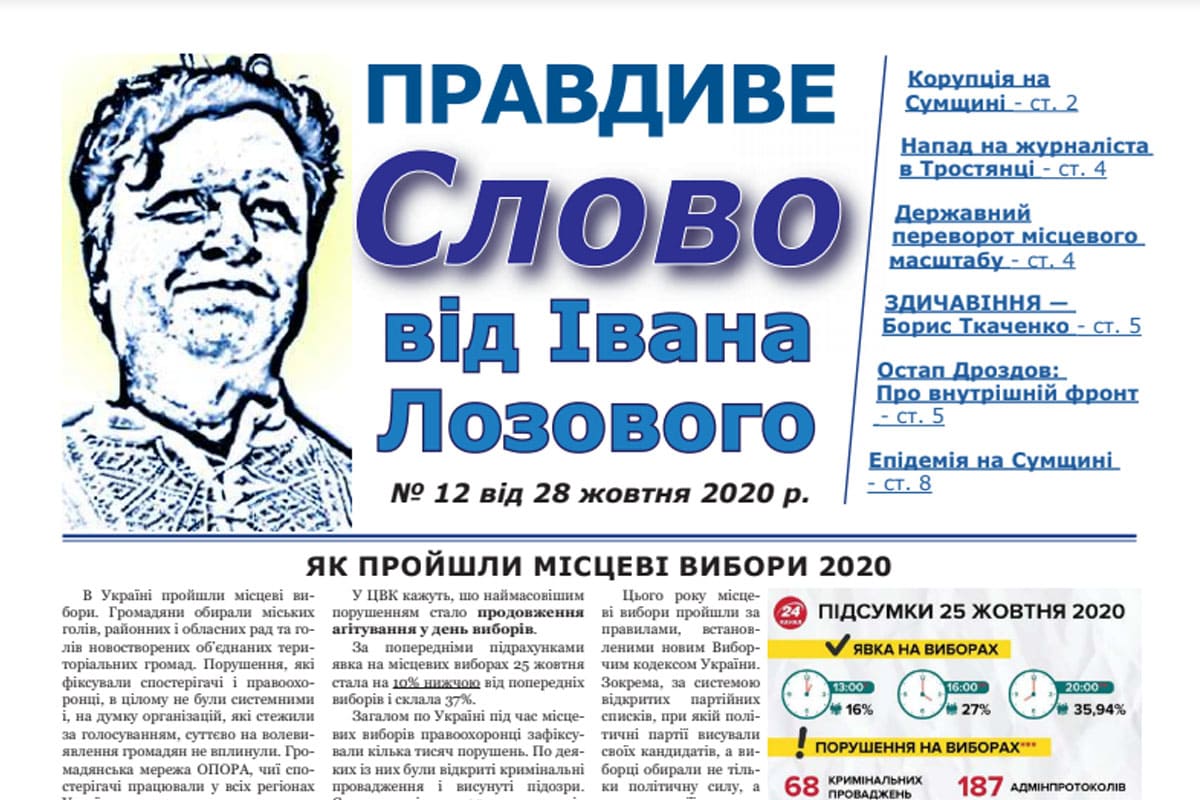 ПРАВДИВЕ
Слово
від Івана
Лозового
№ 12 від 28 жовтня 2020 р.
Корупція на
Сумщині - ст. 2
Напад на журналіста
в Тростянці - ст. 4
Державний
переворот місцевого
масштабу - ст. 4
ЗДИЧАВІННЯ —
Борис Ткаченко - ст. 5
Остап Дроздов:
Про внутрішній фронт
- ст. 5
Епідемія на Сумщині
- ст. 8
ЯК ПРОЙШЛИ МІСЦЕВІ ВИБОРИ 2020
В Україні пройшли місцеві ви-
бори. Громадяни обирали міських
голів, районних і обласних рад та го-
лів новостворених об'єднаних тери-
торіальних громад. Порушення, які
фіксували спостерігачі і правоохо-
ронці, в цілому не були системними
і, на думку організацій, які стежили
за голосуванням, суттєво на волеви-
явлення громадян не вплинули. Гро-
мадянська мережа ОПОРА, чиї спо-
стерігачі працювали у всіх регіонах
У ЦВК кажуть, що наймасовішим
порушенням стало продовження
агітування у день виборів.
За попередніми підрахунками
явка на місцевих виборах 25 жовтня
стала на 10% нижчою від попередніх
виборів і склала 37%.
Загалом по Україні під час місце-
вих виборів правоохоронці зафіксу-
вали кілька тисяч порушень. По дея-
ких із них були відкриті кримінальні
провадження і висунуті підозри.
Цього року місце-
ві вибори пройшли за
правилами, встанов-
леними новим Вибор-
чим кодексом України.
Зокрема, за системою
відкритих партійних
списків, при якій полі-
тичні партії висували
своїх кандидатів, а ви-
борці обирали не тіль-
ки політичну силу, а
24
КАНАЛ
ПІДСУМКИ 25 ЖОВТНЯ 2020
ЯВКА НА ВИБОРАХ
13:00
16%
16:00
27%
20:00
35,94%
ПОРУШЕННЯ НА ВИБОРАХ***
68 КРИМІНАЛЬНИХ
ПРОВАДЖЕНЬ
187 АДМІНПРОТОКОЛІВ